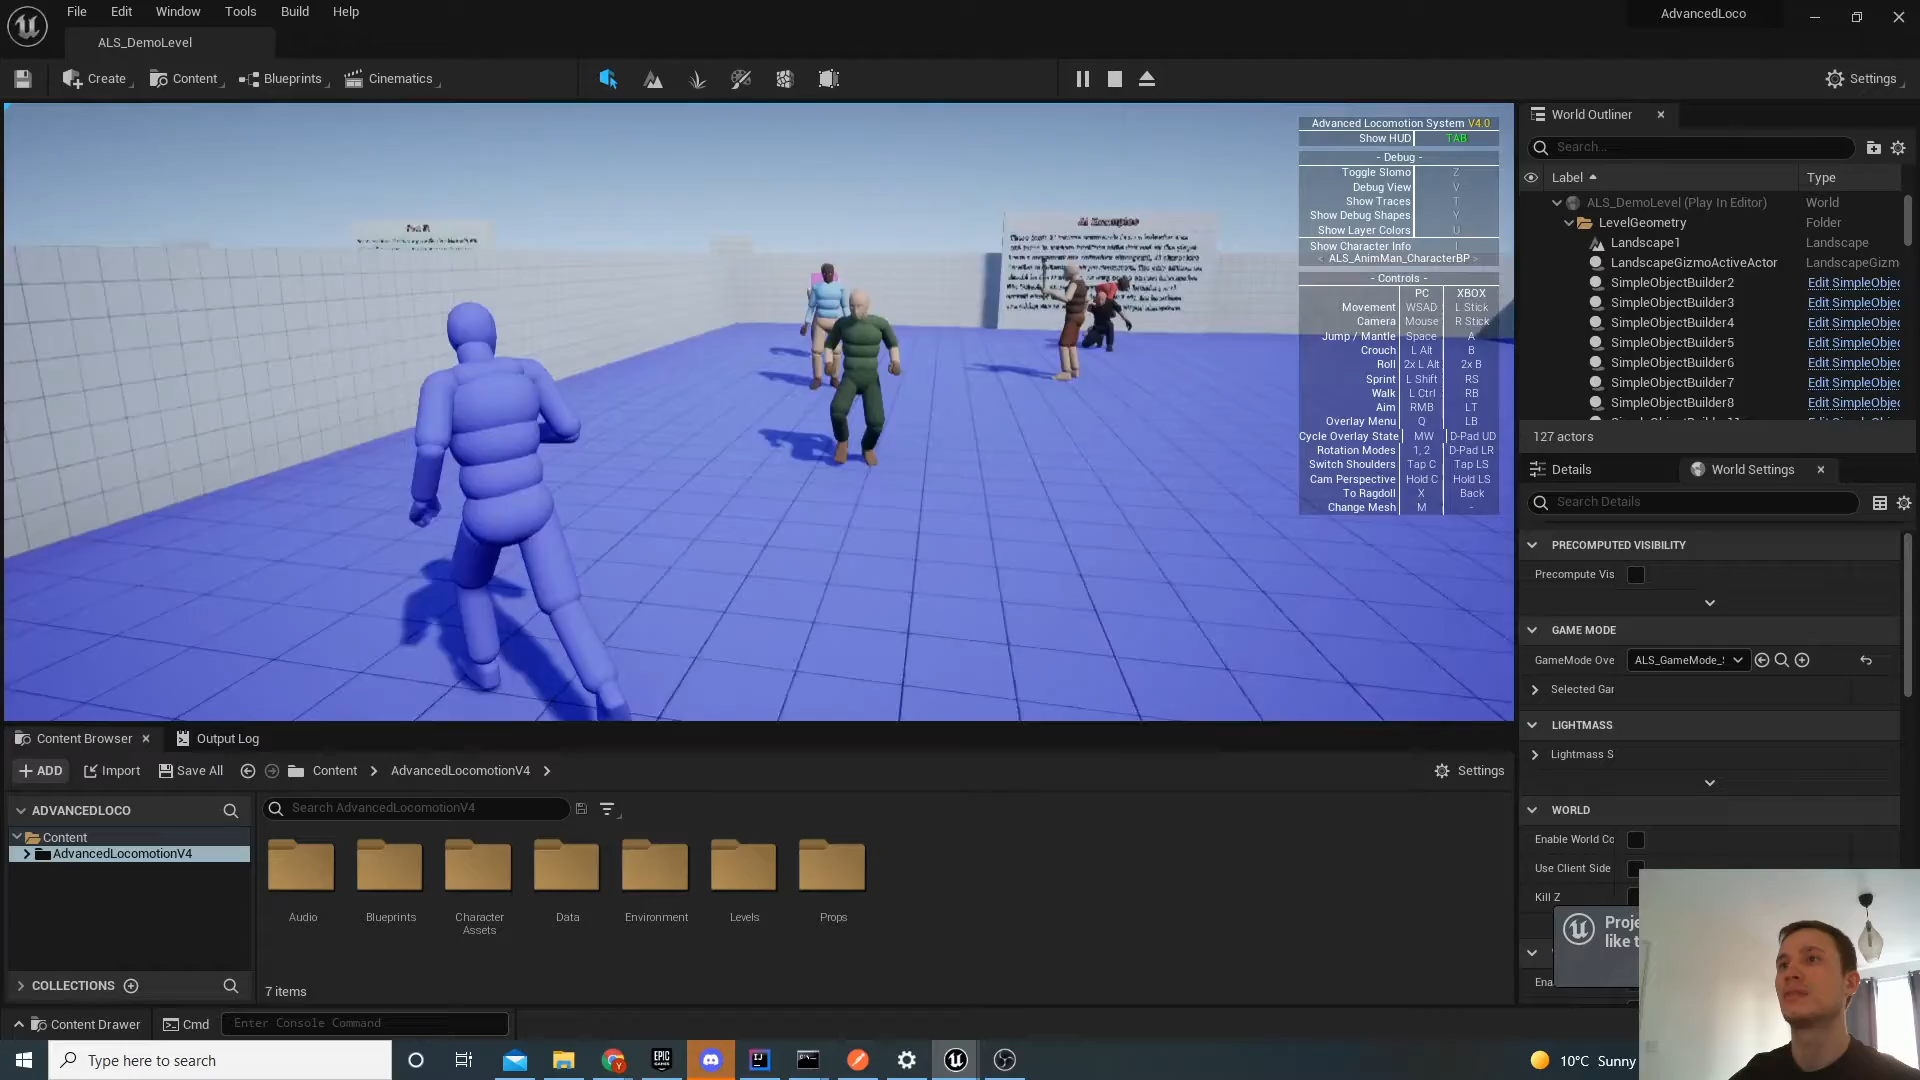 File Edit Window Tools Build Help
AdvancedLoco
ALS_DemoLevel
Create Content Blueprints Cinematics Settings
AI Examples
Advanced Locomotion System V4.0
Show HUD TAB
- Debug -
Toggle Slomo Z
Debug View V
Show Traces T
Show Debug Shapes Y
Show Layer Colors U
Show Character Info I
< ALS_AnimMan_CharacterBP >
- Controls -
PC XBOX
Movement WSAD L Stick
Camera Mouse R Stick
Jump / Mantle Space A
Crouch L Alt B
Roll 2x L Alt 2x B
Sprint L Shift RS
Walk L Ctrl RB
Aim RMB LT
Overlay Menu Q LB
Cycle Overlay State MW D-Pad UD
Rotation Modes 1, 2 D-Pad LR
Switch Shoulders Tap C Tap LS
Cam Perspective Hold C Hold LS
To Ragdoll X Back
Change Mesh M -
World Outliner
Search...
Label Type
ALS_DemoLevel (Play In Editor) World
LevelGeometry Folder
Landscape1 Landscape
LandscapeGizmoActiveActor LandscapeGizm
SimpleObjectBuilder2 Edit SimpleObjec
SimpleObjectBuilder3 Edit SimpleObjec
SimpleObjectBuilder4 Edit SimpleObjec
SimpleObjectBuilder5 Edit SimpleObjec
SimpleObjectBuilder6 Edit SimpleObjec
SimpleObjectBuilder7 Edit SimpleObjec
SimpleObjectBuilder8 Edit SimpleObjec
127 actors
Details World Settings
Search Details
PRECOMPUTED VISIBILITY
Precompute Vis
GAME MODE
GameMode Ove ALS_GameMode_
Selected Gar
LIGHTMASS
Lightmass S
WORLD
Enable World Co
Use Client Side
Kill Z
Ena
Proje
like t
Content Browser Output Log
ADD Import Save All Content AdvancedLocomotionV4 Settings
ADVANCEDLOCO
Search AdvancedLocomotionV4
Content
AdvancedLocomotionV4
Audio Blueprints Character Assets Data Environment Levels Props
COLLECTIONS
7 items
Content Drawer Cmd Enter Console Command
Type here to search
EPIC GAMES
10°C Sunny